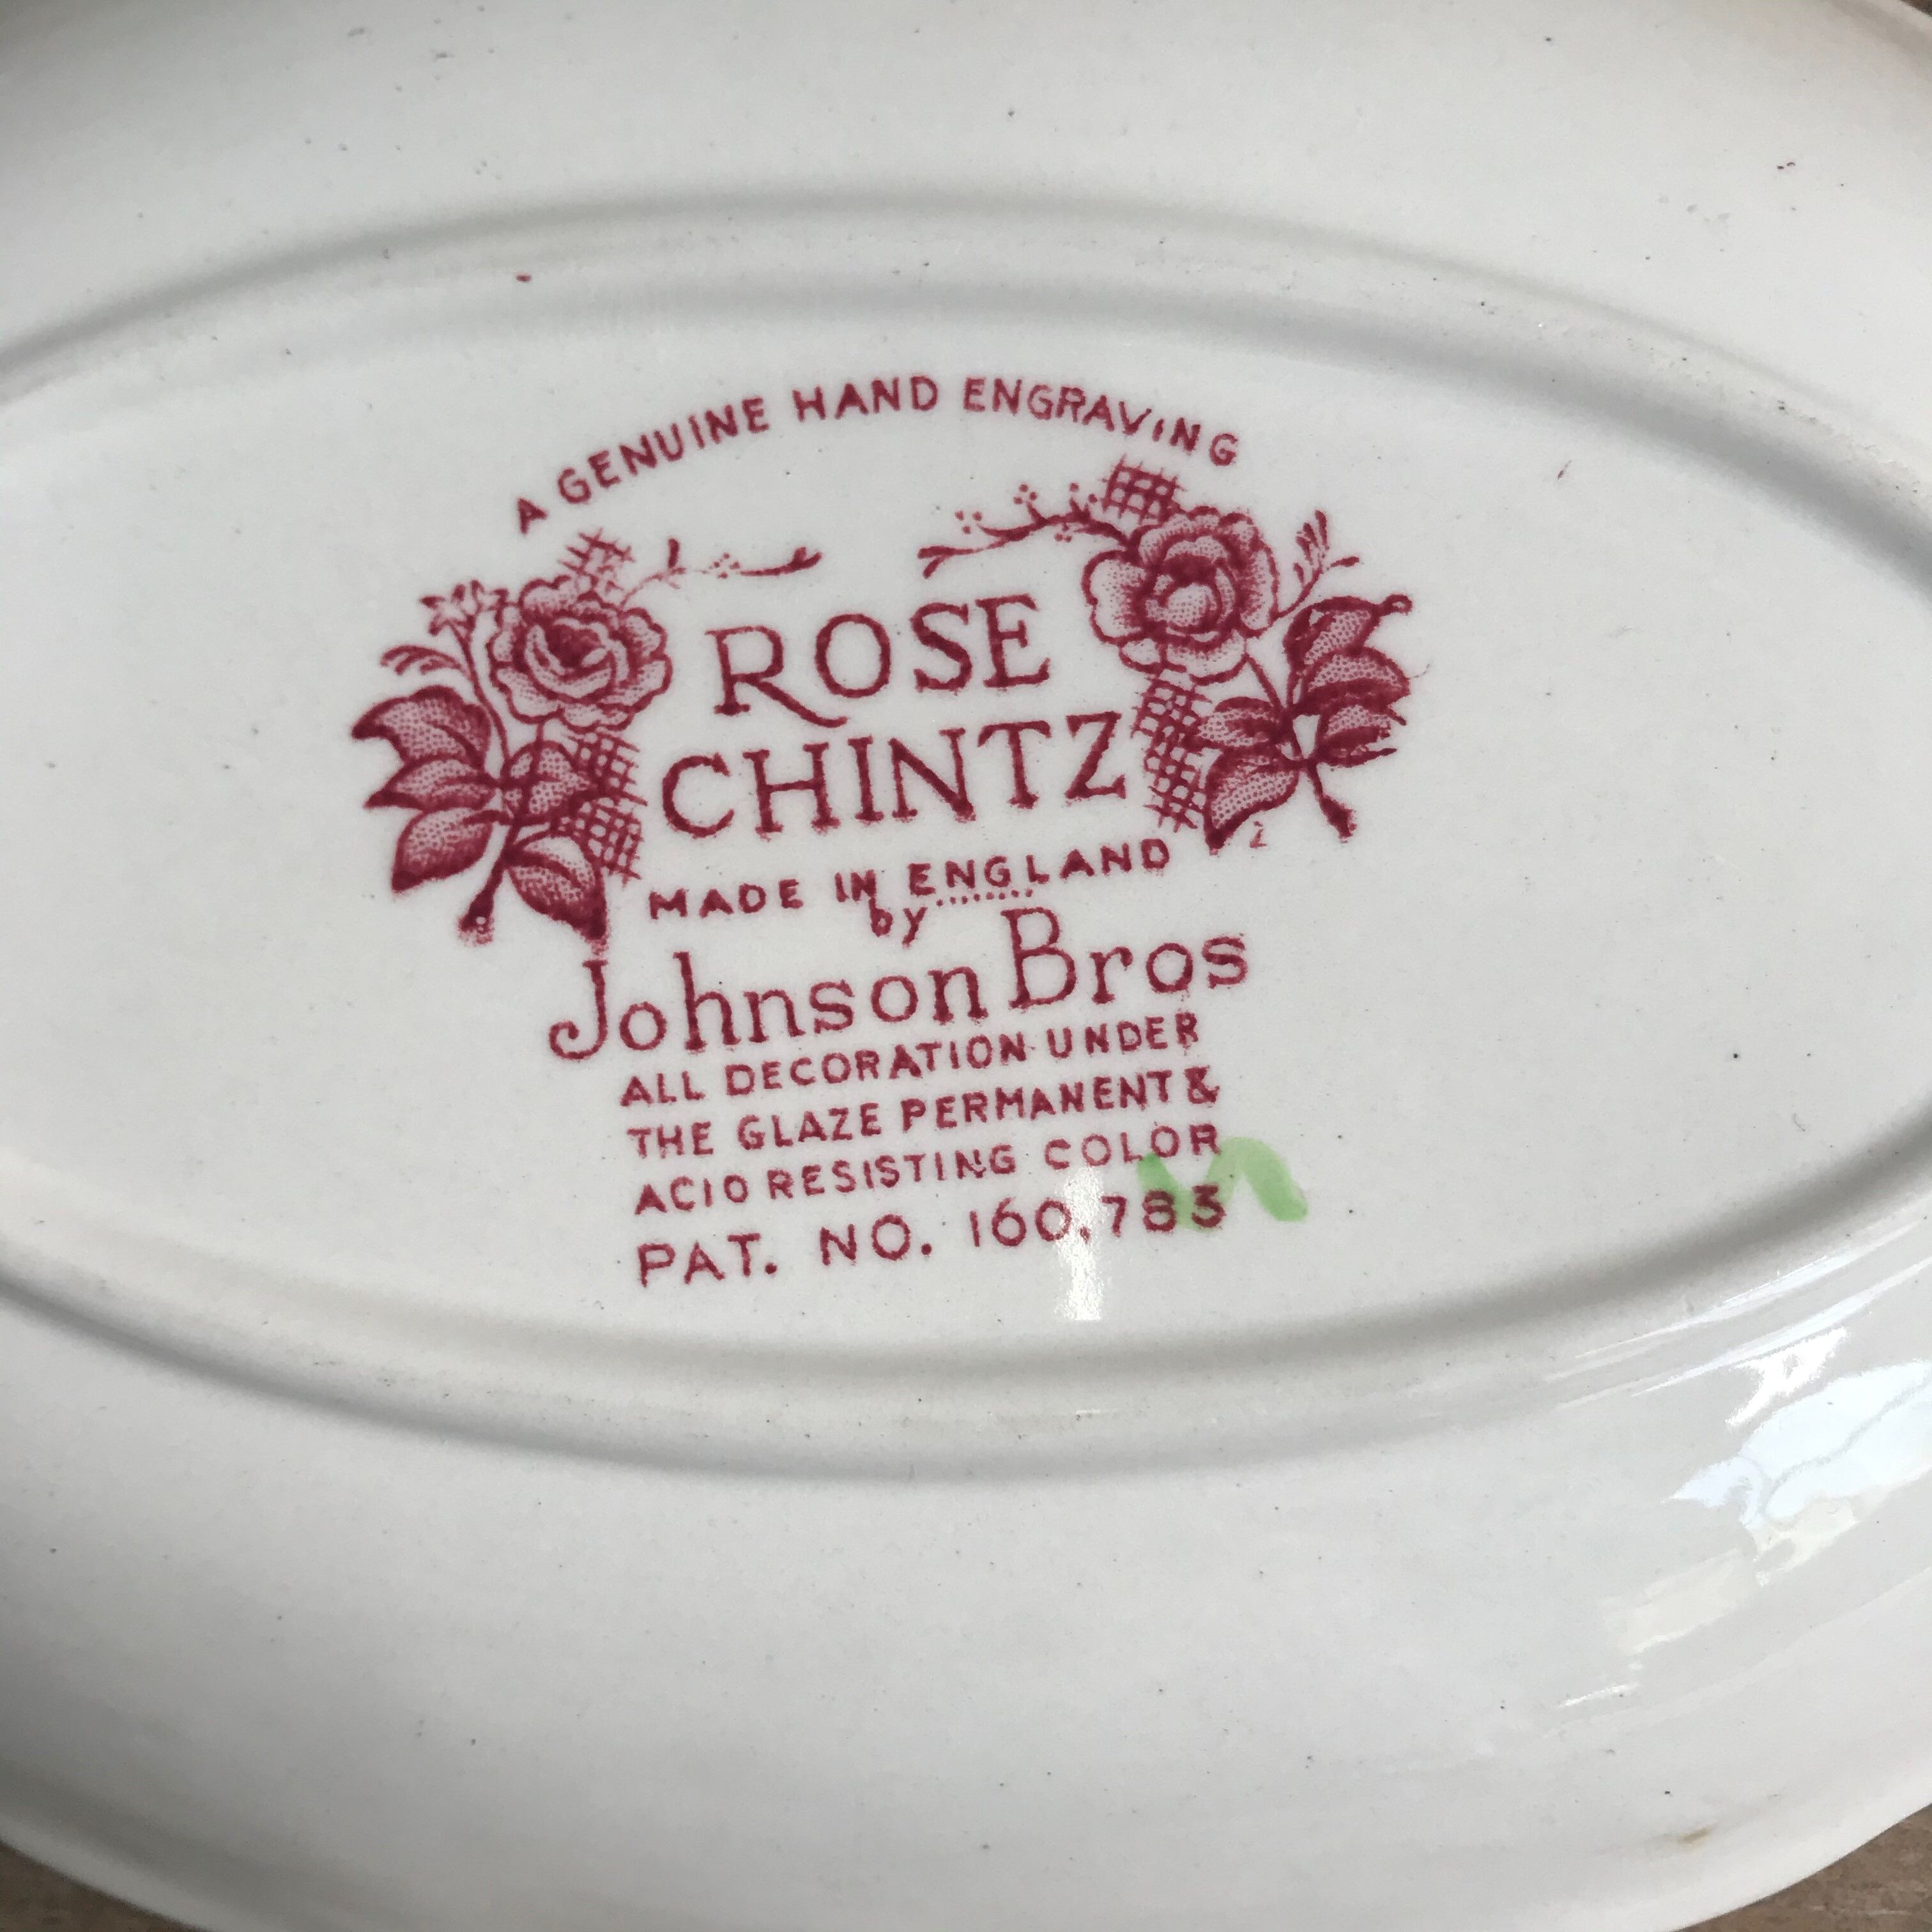 A GENUINE HAND ENGRAVING
ROSE
CHINTZ
MADE IN ENGLAND
by
Johnson Bros
ALL DECORATION UNDER
THE GLAZE PERMANENT &
ACID RESISTING COLOR
PAT. NO. 160,783